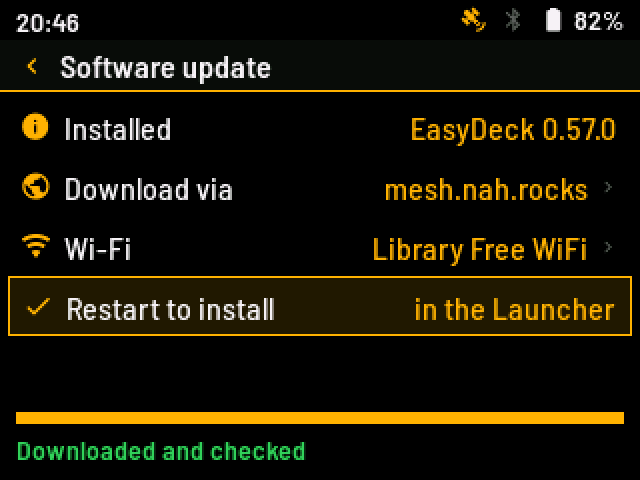 20:46 82%
Software update
Installed EasyDeck 0.57.0
Download via mesh.nah.rocks
Wi-Fi Library Free WiFi
Restart to install in the Launcher
Downloaded and checked